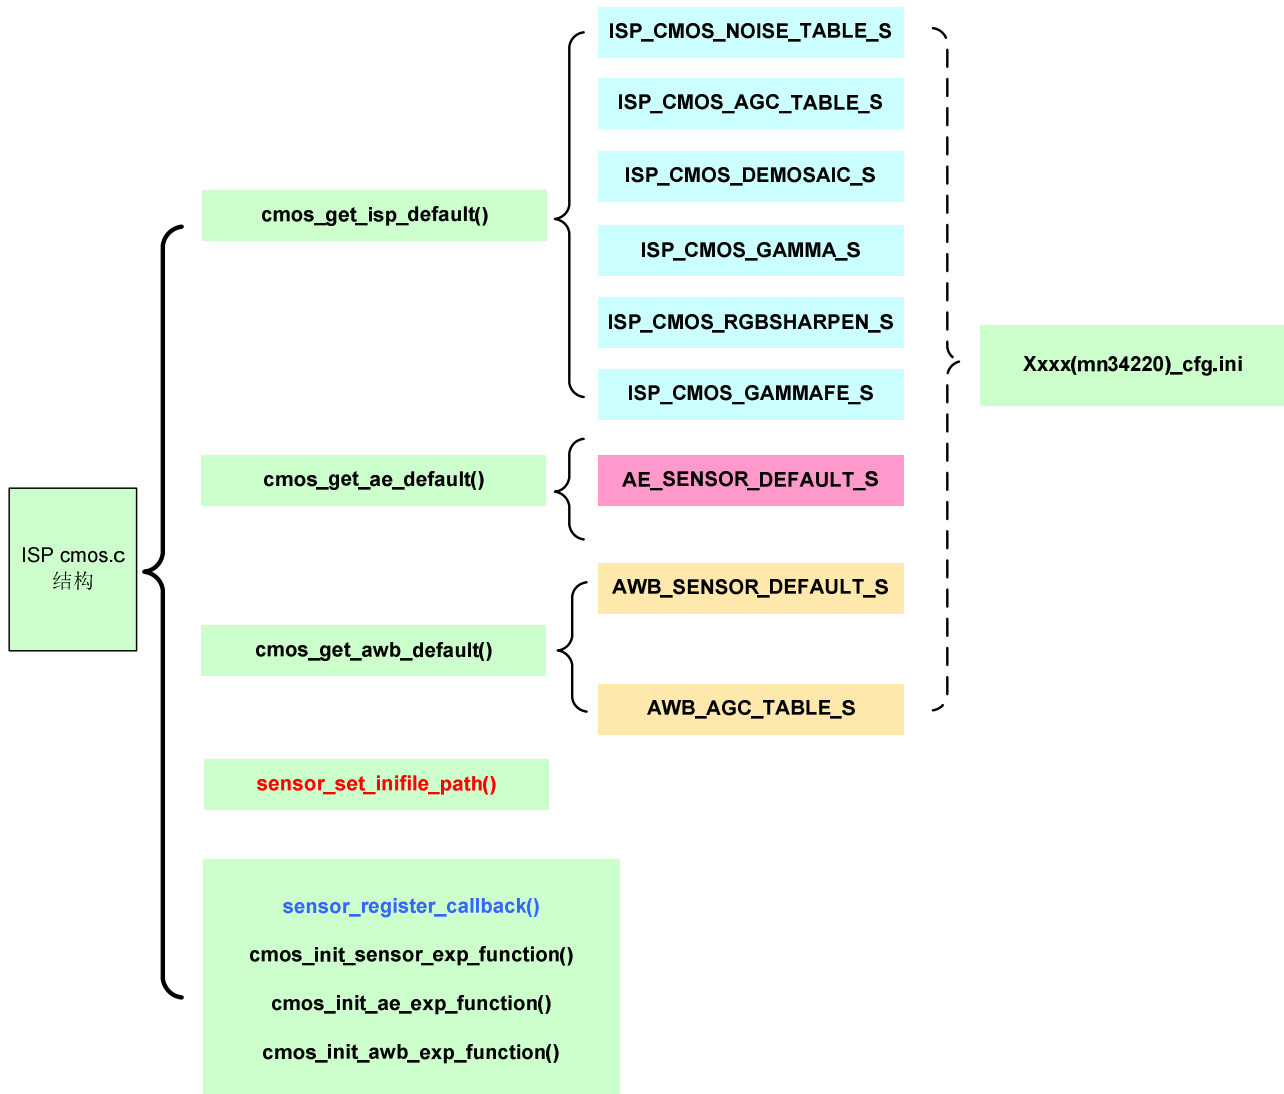 ISP cmos.c
结构
cmos_get_isp_default()
ISP_CMOS_NOISE_TABLE_S
ISP_CMOS_AGC_TABLE_S
ISP_CMOS_DEMOSAIC_S
ISP_CMOS_GAMMA_S
ISP_CMOS_RGBSHARPEN_S
ISP_CMOS_GAMMAFE_S
cmos_get_ae_default()
AE_SENSOR_DEFAULT_S
cmos_get_awb_default()
AWB_SENSOR_DEFAULT_S
AWB_AGC_TABLE_S
Xxxx(mn34220)_cfg.ini
sensor_set_inifile_path()
sensor_register_callback()
cmos_init_sensor_exp_function()
cmos_init_ae_exp_function()
cmos_init_awb_exp_function()